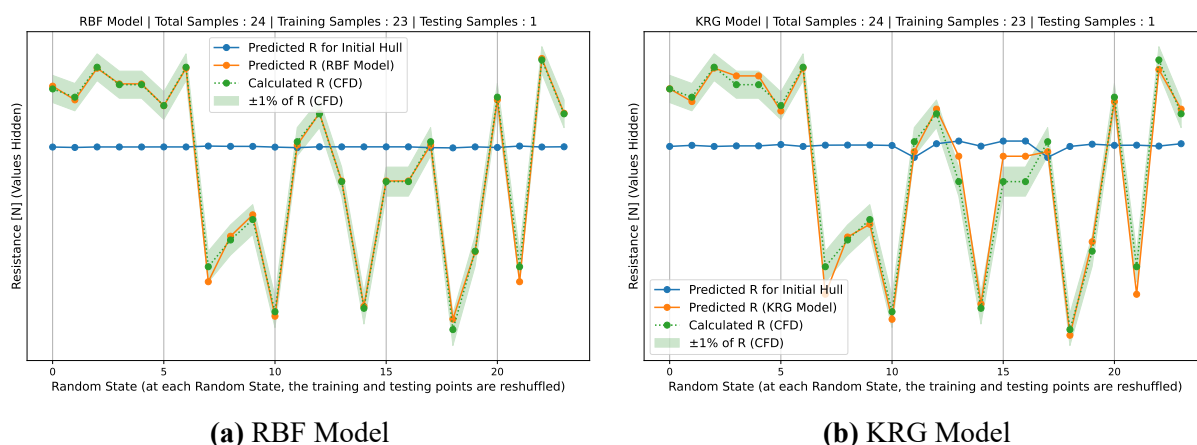 RBF Model | Total Samples : 24 | Training Samples : 23 | Testing Samples : 1
Resistance [N] (Values Hidden)
Predicted R for Initial Hull
Predicted R (RBF Model)
Calculated R (CFD)
±1% of R (CFD)
0 5 10 15 20
Random State (at each Random State, the training and testing points are reshuffled)
(a) RBF Model
KRG Model | Total Samples : 24 | Training Samples : 23 | Testing Samples : 1
Resistance [N] (Values Hidden)
Predicted R for Initial Hull
Predicted R (KRG Model)
Calculated R (CFD)
±1% of R (CFD)
0 5 10 15 20
Random State (at each Random State, the training and testing points are reshuffled)
(b) KRG Model